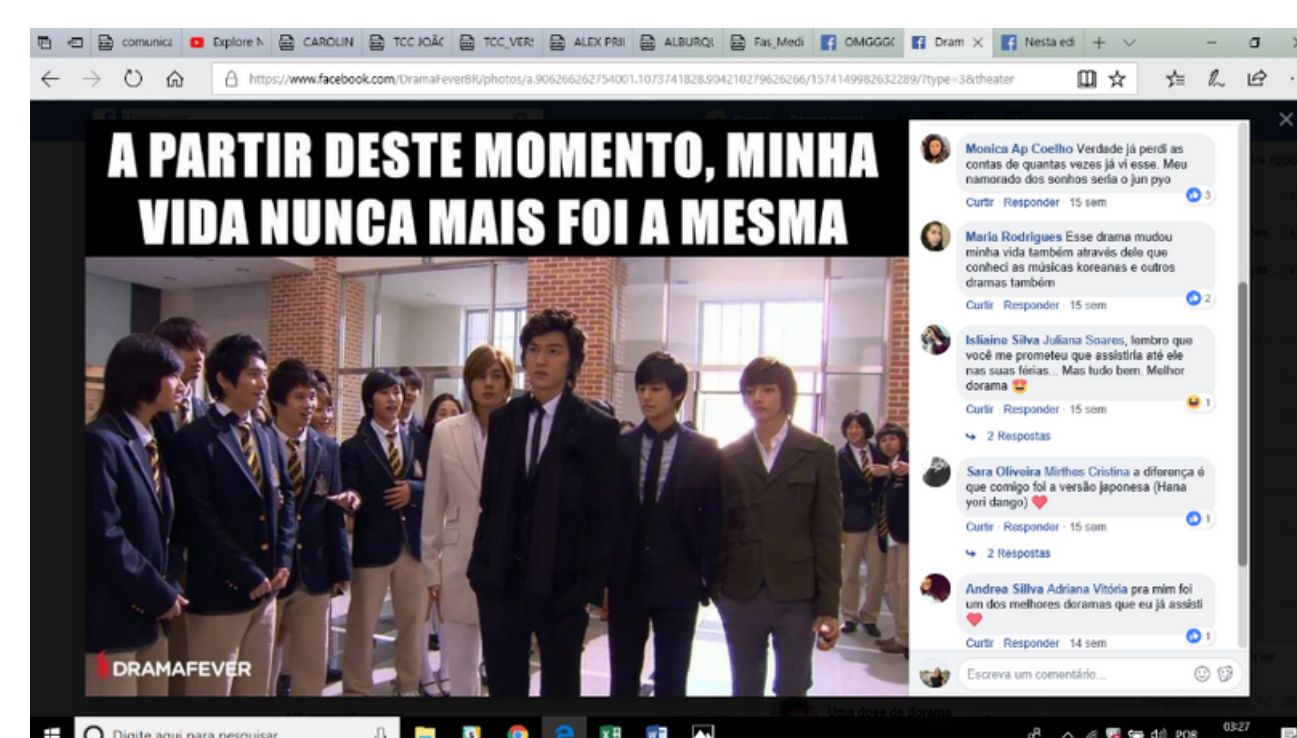 comunica
Explore N
CAROLIN
TCC JOÃO
TCC_VERS
ALEX PRII
ALBURQL
Fas_Medi
OMGGG
Dram
Nesta edi
https://www.facebook.com/DramaFeverBR/photos/a.906266262754001.1073741828.904210279626266/1574149982632289/?type=3&theater
A PARTIR DESTE MOMENTO, MINHA
VIDA NUNCA MAIS FOI A MESMA
DRAMAFEVER
Monica Ap Coelho Verdade já perdi as
contas de quantas vezes já vi esse. Meu
namorado dos sonhos seria o jun pyo
Curtir · Responder · 15 sem
3
Maria Rodrigues Esse drama mudou
minha vida também através dele que
conheci as músicas koreanas e outros
dramas também
Curtir · Responder · 15 sem
2
Isliaine Silva Juliana Soares, lembro que
você me prometeu que assistiria até ele
nas suas férias... Mas tudo bem. Melhor
dorama 😍
Curtir · Responder · 15 sem
1
2 Respostas
Sara Oliveira Mirthes Cristina a diferença é
que comigo foi a versão japonesa (Hana
yori dango) ❤
Curtir · Responder · 15 sem
1
2 Respostas
Andrea Sillva Adriana Vitória pra mim foi
um dos melhores doramas que eu já assisti
❤
Curtir · Responder · 14 sem
1
Escreva um comentário...
Uma dose de dorama
Digite aqui para pesquisar
POR
03:27